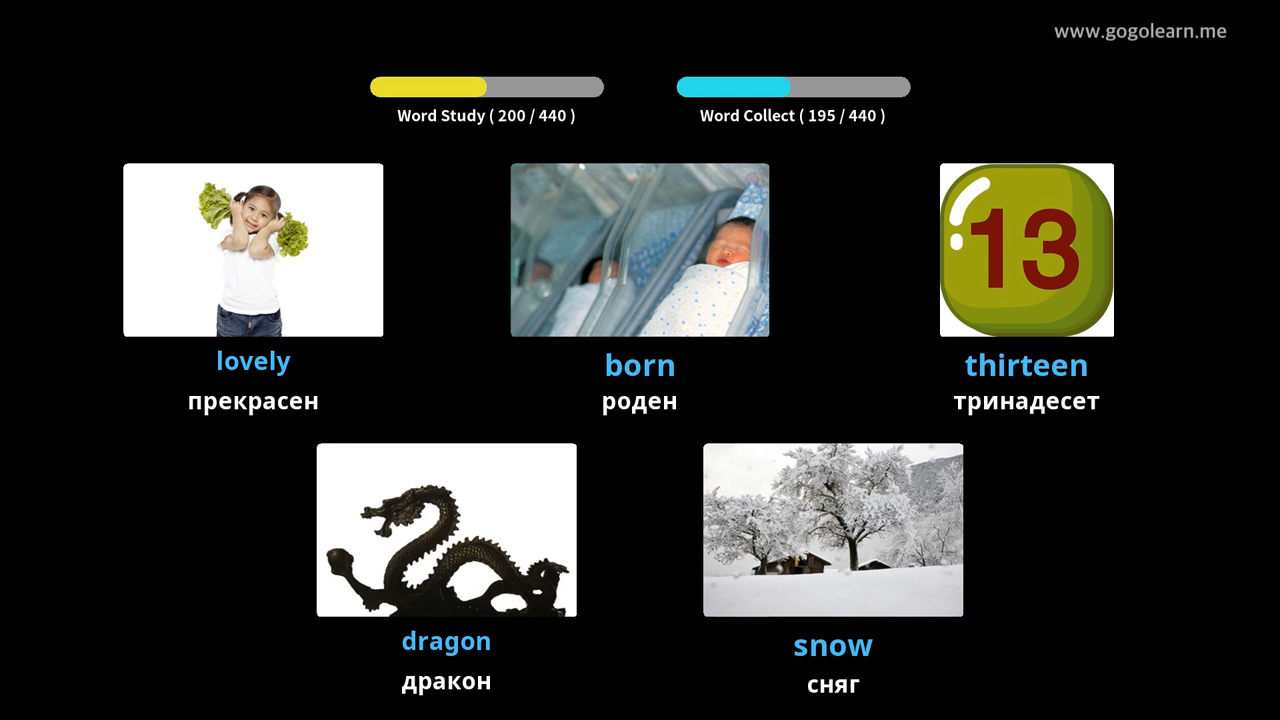 www.gogolearn.me
Word Study ( 200 / 440 )
Word Collect ( 195 / 440 )
13
lovely
born
thirteen
прекрасен
роден
тринадесет
dragon
snow
дракон
сняг